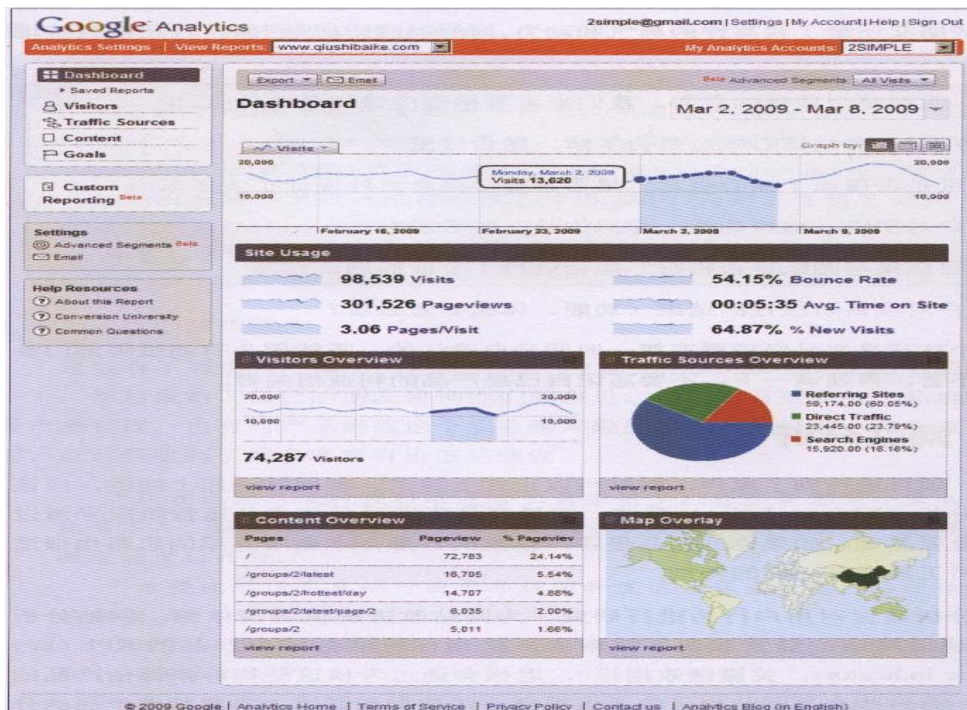 Google Analytics
2simple@gmail.com | Settings | My Account | Help | Sign Out
Analytics Settings | View Reports: www.qiushibaike.com
My Analytics Accounts: 2SIMPLE
Dashboard
Saved Reports
Visitors
Traffic Sources
Content
Goals
Custom
Reporting Beta
Settings
Advanced Segments Beta
Email
Help Resources
About this Report
Conversion University
Common Questions
Export Email
Beta Advanced Segments: All Visits
Dashboard
Mar 2, 2009 - Mar 8, 2009
Visits
Graph by:
20,000 20,000
Monday, March 2, 2009
Visits 13,620
10,000 10,000
February 16, 2009 February 23, 2009 March 2, 2009 March 9, 2009
Site Usage
98,539 Visits
54.15% Bounce Rate
301,526 Pageviews
00:05:35 Avg. Time on Site
3.06 Pages/Visit
64.87% % New Visits
Visitors Overview
20,000 20,000
10,000 10,000
74,287 Visitors
view report
Traffic Sources Overview
Referring Sites
59,174.00 (60.05%)
Direct Traffic
23,445.00 (23.79%)
Search Engines
15,920.00 (16.16%)
view report
Content Overview
Pages Pageview % Pageview
/ 72,783 24.14%
/groups/2/latest 16,705 5.54%
/groups/2/hottest/day 14,707 4.88%
/groups/2/latest/page/2 6,035 2.00%
/groups/2 5,011 1.66%
view report
Map Overlay
view report
© 2009 Google | Analytics Home | Terms of Service | Privacy Policy | Contact us | Analytics Blog (in English)